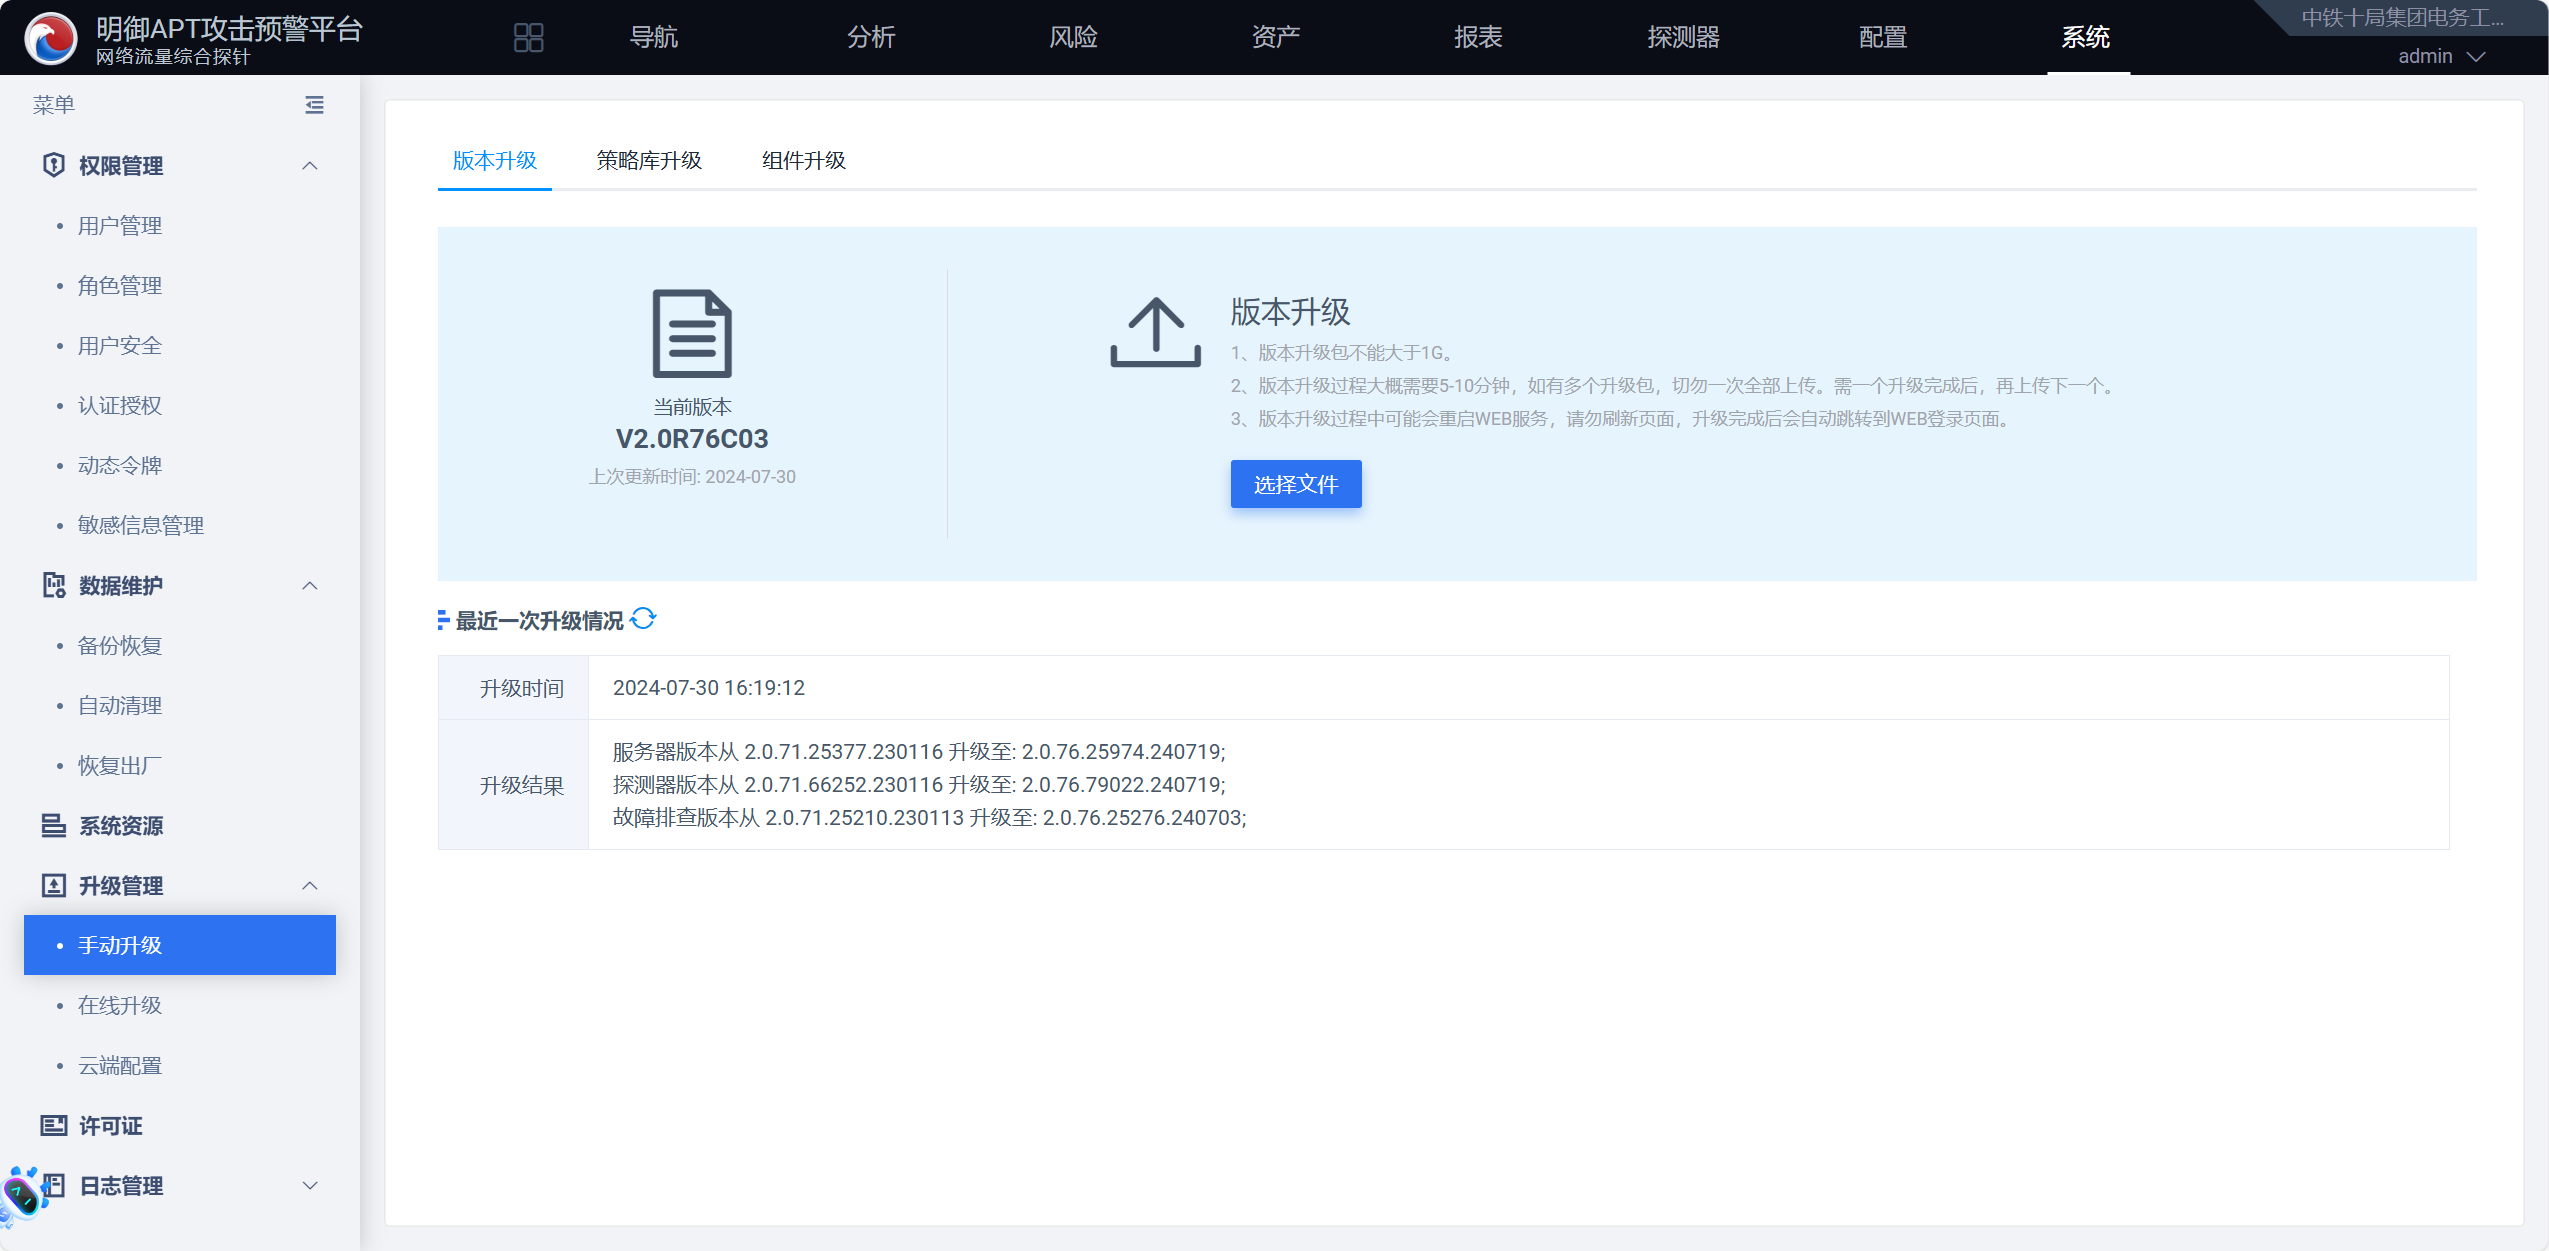 明御APT攻击预警平台
网络流量综合探针
导航
分析
风险
资产
报表
探测器
配置
系统
中铁十局集团电务工...
admin
菜单
权限管理
用户管理
角色管理
用户安全
认证授权
动态令牌
敏感信息管理
数据维护
备份恢复
自动清理
恢复出厂
系统资源
升级管理
手动升级
在线升级
云端配置
许可证
日志管理
版本升级
策略库升级
组件升级
当前版本
V2.0R76C03
上次更新时间: 2024-07-30
版本升级
1、版本升级包不能大于1G。
2、版本升级过程大概需要5-10分钟，如有多个升级包，切勿一次全部上传。需一个升级完成后，再上传下一个。
3、版本升级过程中可能会重启WEB服务，请勿刷新页面，升级完成后会自动跳转到WEB登录页面。
选择文件
最近一次升级情况
升级时间
2024-07-30 16:19:12
升级结果
服务器版本从 2.0.71.25377.230116 升级至: 2.0.76.25974.240719;
探测器版本从 2.0.71.66252.230116 升级至: 2.0.76.79022.240719;
故障排查版本从 2.0.71.25210.230113 升级至: 2.0.76.25276.240703;